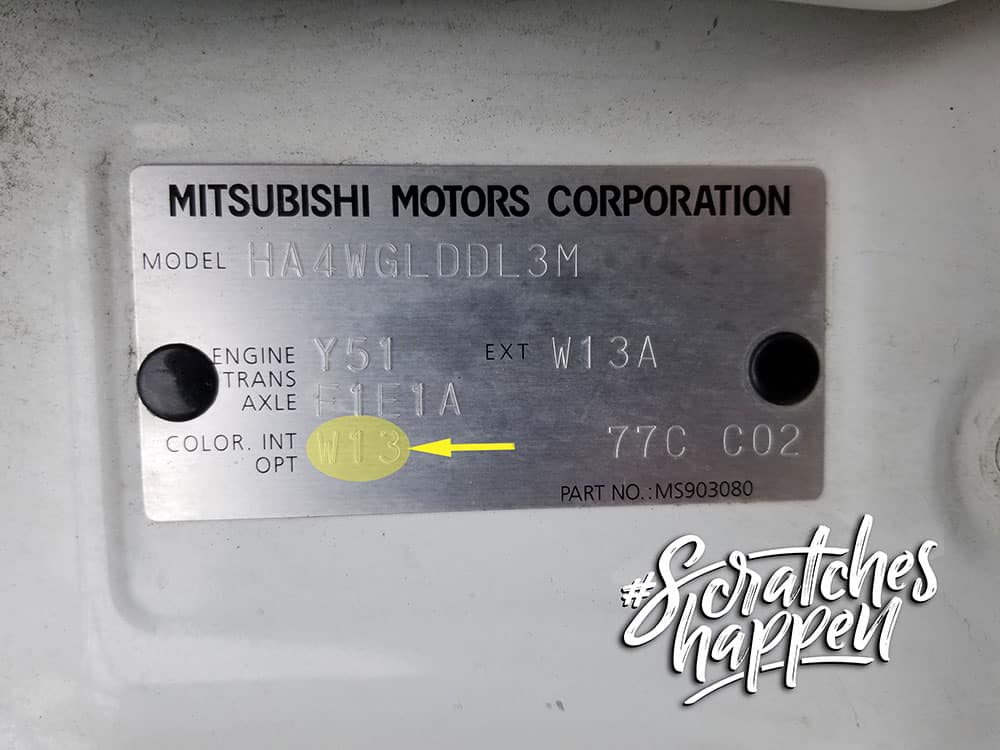 MITSUBISHI MOTORS CORPORATION
MODEL HA4WGLDDL3M
ENGINE Y51 EXT W13A
TRANS
AXLE F1E1A
COLOR. INT W13 77C C02
OPT
PART NO.:MS903080
#Scratches
happen